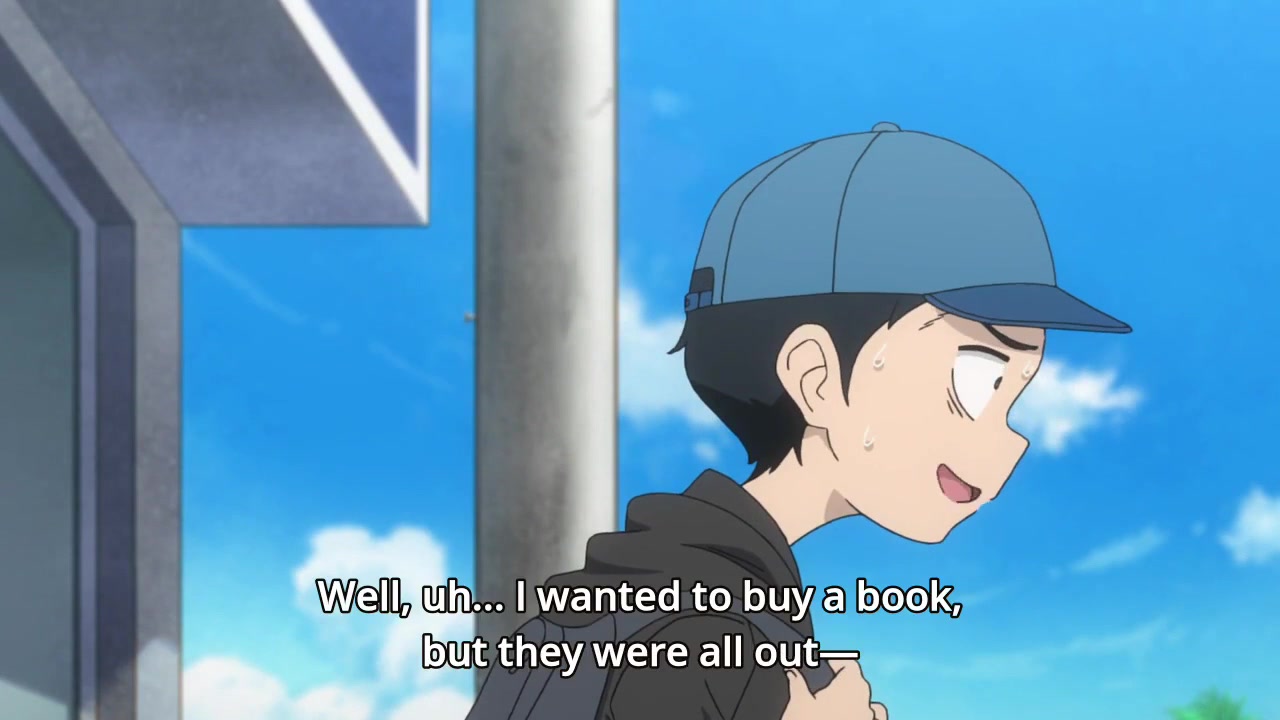 Well, uh... I wanted to buy a book,
but they were all out—